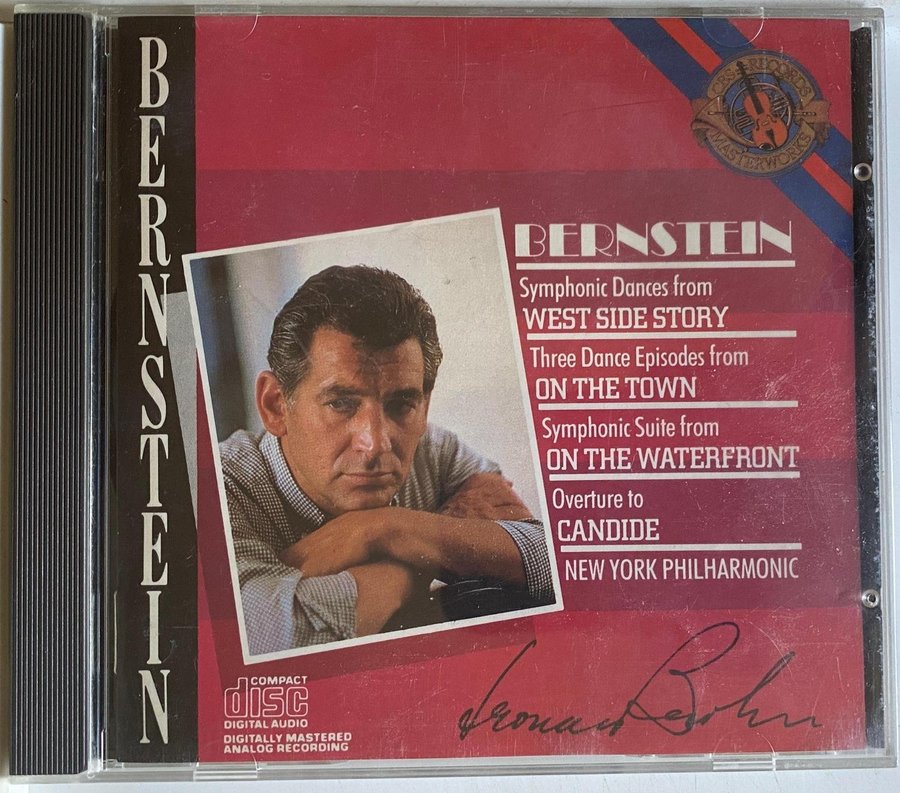 BERNSTEIN
CBS RECORDS
MASTERWORKS
BERNSTEIN
Symphonic Dances from
WEST SIDE STORY
Three Dance Episodes from
ON THE TOWN
Symphonic Suite from
ON THE WATERFRONT
Overture to
CANDIDE
NEW YORK PHILHARMONIC
COMPACT
disc
DIGITAL AUDIO
DIGITALLY MASTERED
ANALOG RECORDING